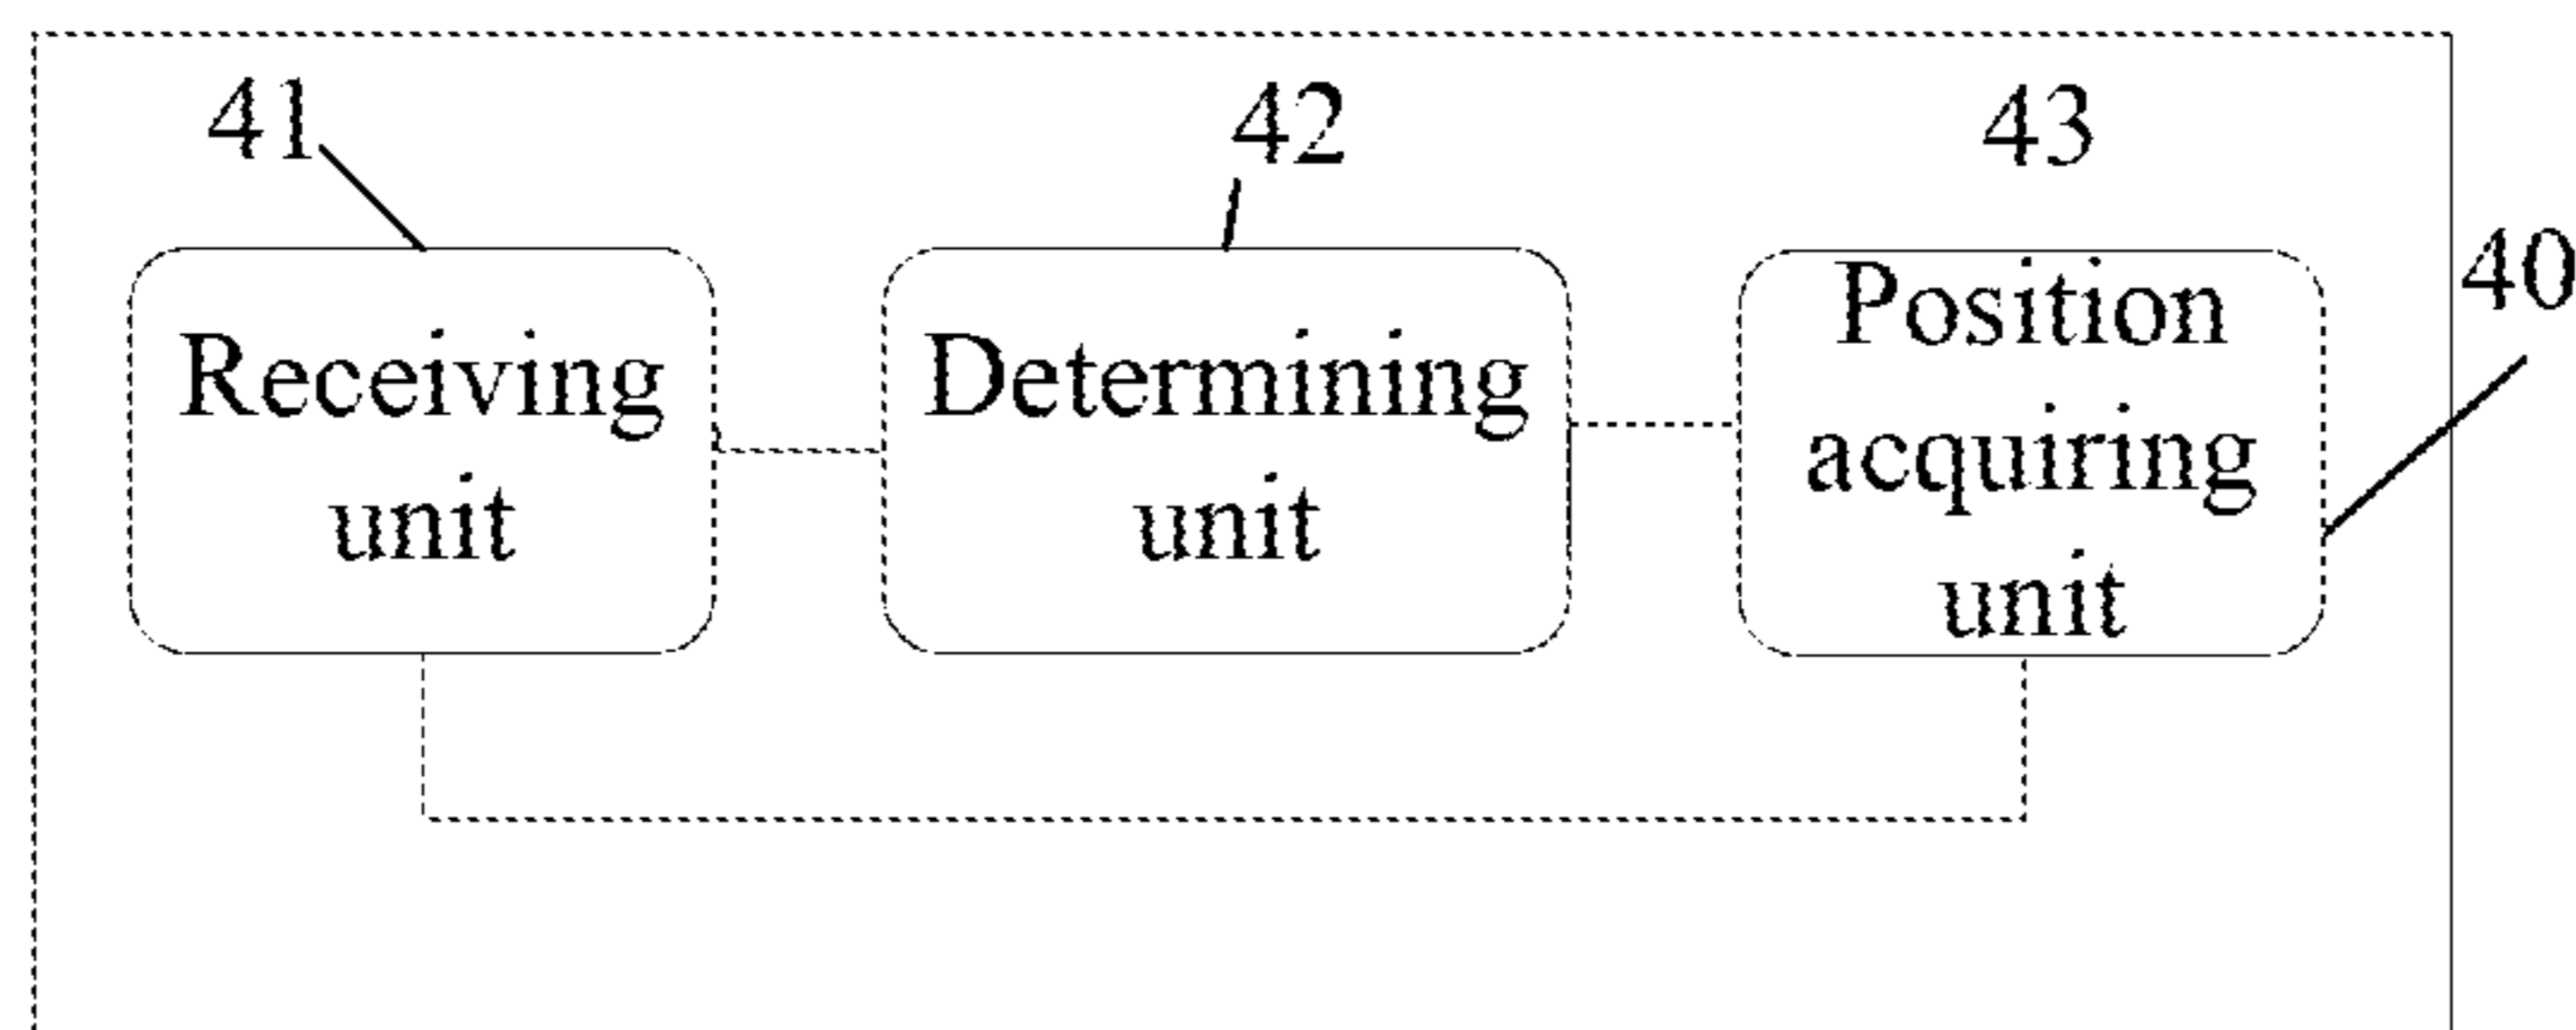 41
42
43
40
Receiving
unit
Determining
unit
Position
acquiring
unit